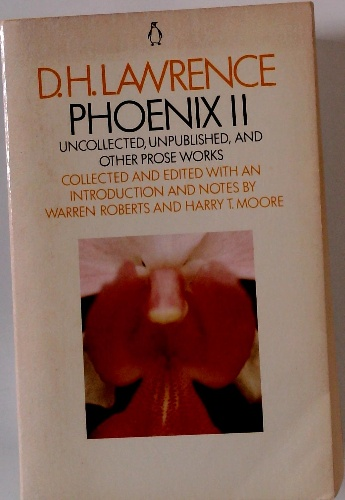 D.H.LAWRENCE
PHOENIX II
UNCOLLECTED, UNPUBLISHED, AND
OTHER PROSE WORKS
COLLECTED AND EDITED WITH AN
INTRODUCTION AND NOTES BY
WARREN ROBERTS AND HARRY T. MOORE